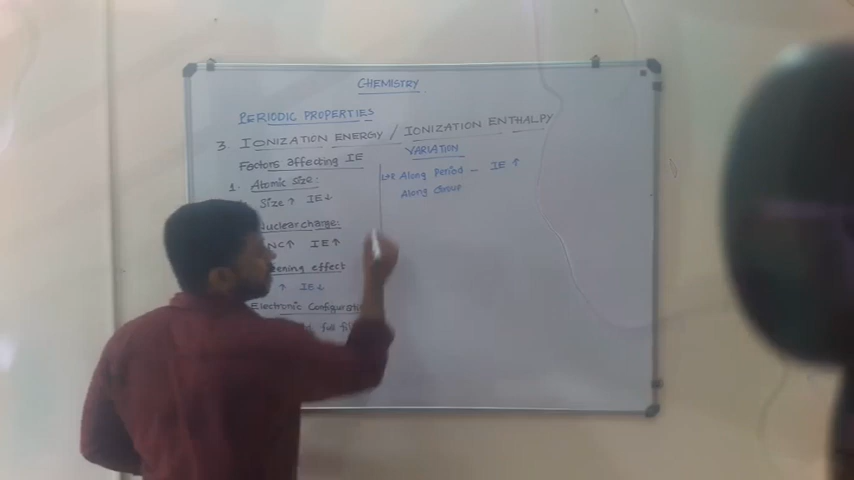 CHEMISTRY
PERIODIC PROPERTIES
3. IONIZATION ENERGY / IONIZATION ENTHALPY
Factors affecting IE
1. Atomic Size:
Size ↑ IE↓
Nuclear charge:
NC↑ IE↑
ening effect
↑ IE↓
Electronic Configurati
full fil
VARIATION
L→R Along Period – IE ↑
Along Group